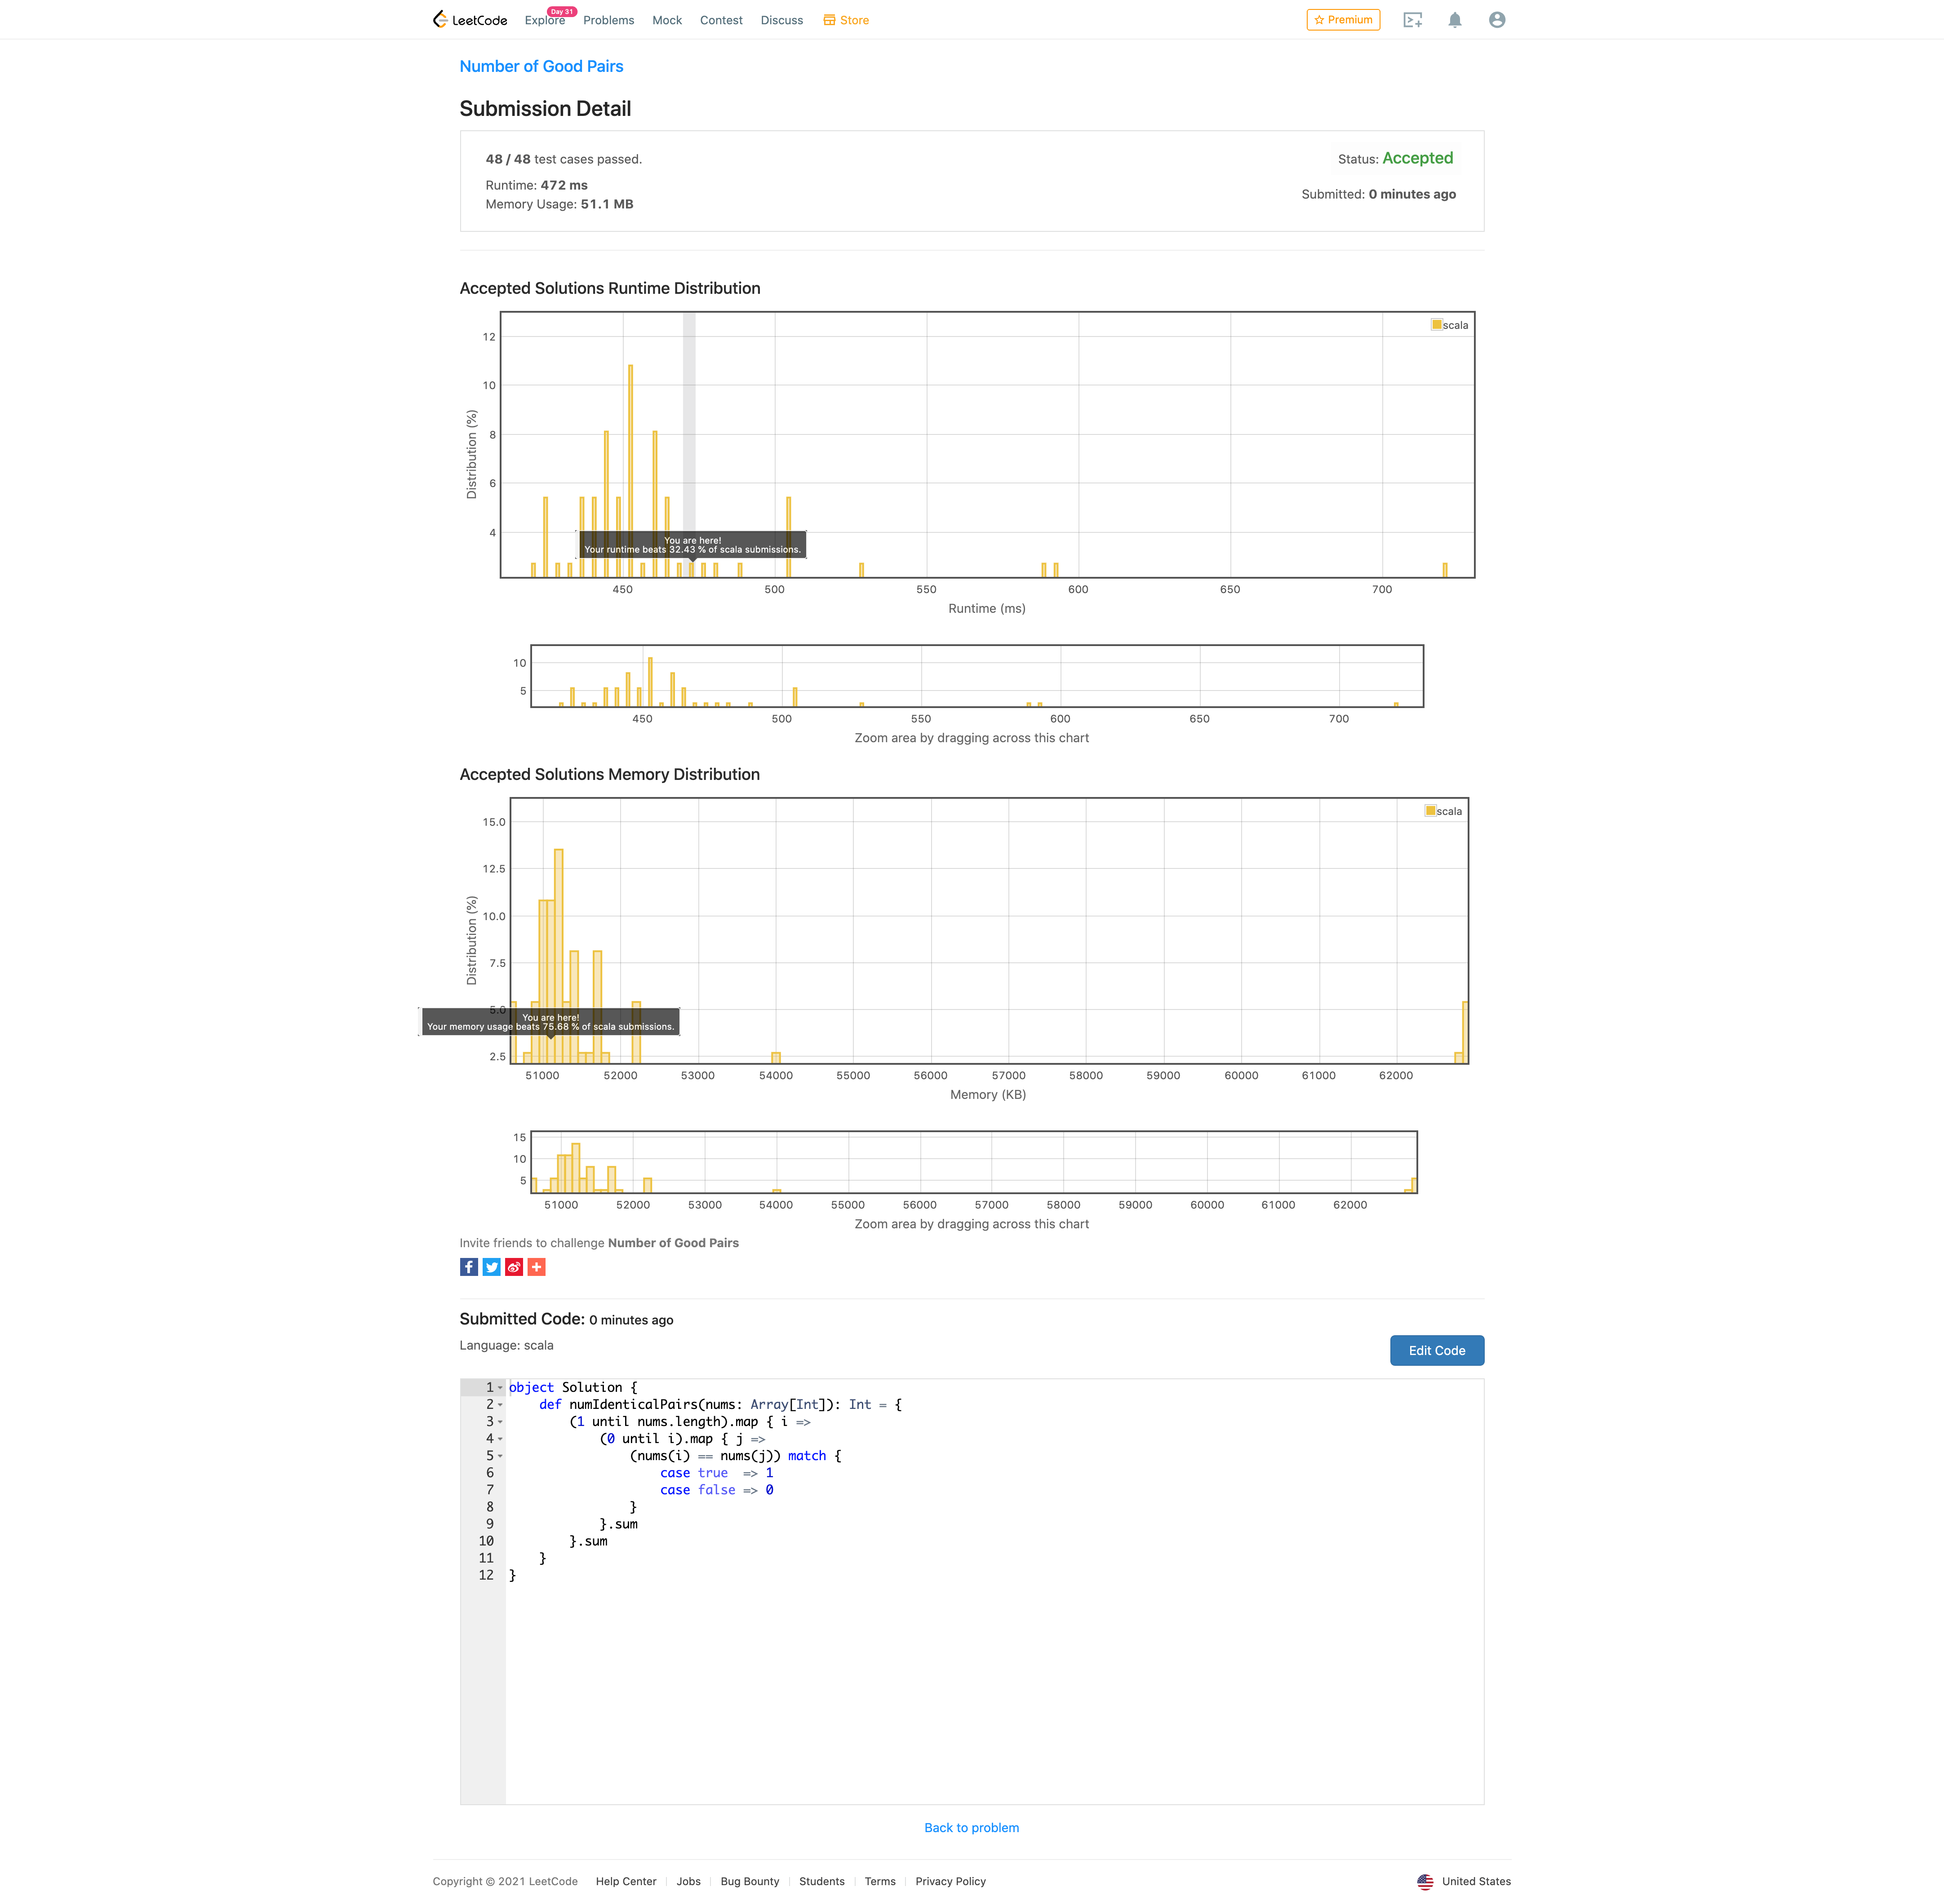 LeetCode
Explore
Day 31
Problems
Mock
Contest
Discuss
Store
Premium
Number of Good Pairs
Submission Detail
48 / 48 test cases passed.
Status: Accepted
Runtime: 472 ms
Submitted: 0 minutes ago
Memory Usage: 51.1 MB
Accepted Solutions Runtime Distribution
scala
12
10
8
6
4
Distribution (%)
You are here!
Your runtime beats 32.43 % of scala submissions.
450 500 550 600 650 700
Runtime (ms)
10
5
450 500 550 600 650 700
Zoom area by dragging across this chart
Accepted Solutions Memory Distribution
scala
15.0
12.5
10.0
7.5
5.0
2.5
Distribution (%)
You are here!
Your memory usage beats 75.68 % of scala submissions.
51000 52000 53000 54000 55000 56000 57000 58000 59000 60000 61000 62000
Memory (KB)
15
10
5
51000 52000 53000 54000 55000 56000 57000 58000 59000 60000 61000 62000
Zoom area by dragging across this chart
Invite friends to challenge Number of Good Pairs
Submitted Code: 0 minutes ago
Language: scala
Edit Code
1 object Solution {
2     def numIdenticalPairs(nums: Array[Int]): Int = {
3         (1 until nums.length).map { i =>
4             (0 until i).map { j =>
5                 (nums(i) == nums(j)) match {
6                     case true  => 1
7                     case false => 0
8                 }
9             }.sum
10         }.sum
11     }
12 }
Back to problem
Copyright © 2021 LeetCode
Help Center
Jobs
Bug Bounty
Students
Terms
Privacy Policy
United States